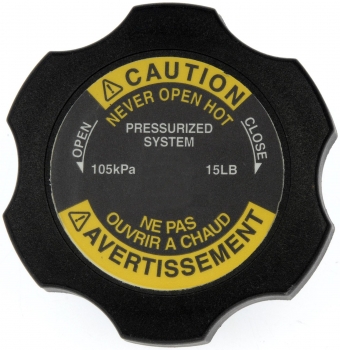 CAUTION
NEVER OPEN HOT
OPEN
CLOSE
PRESSURIZED
SYSTEM
105kPa 15LB
NE PAS
OUVRIR A CHAUD
AVERTISSEMENT